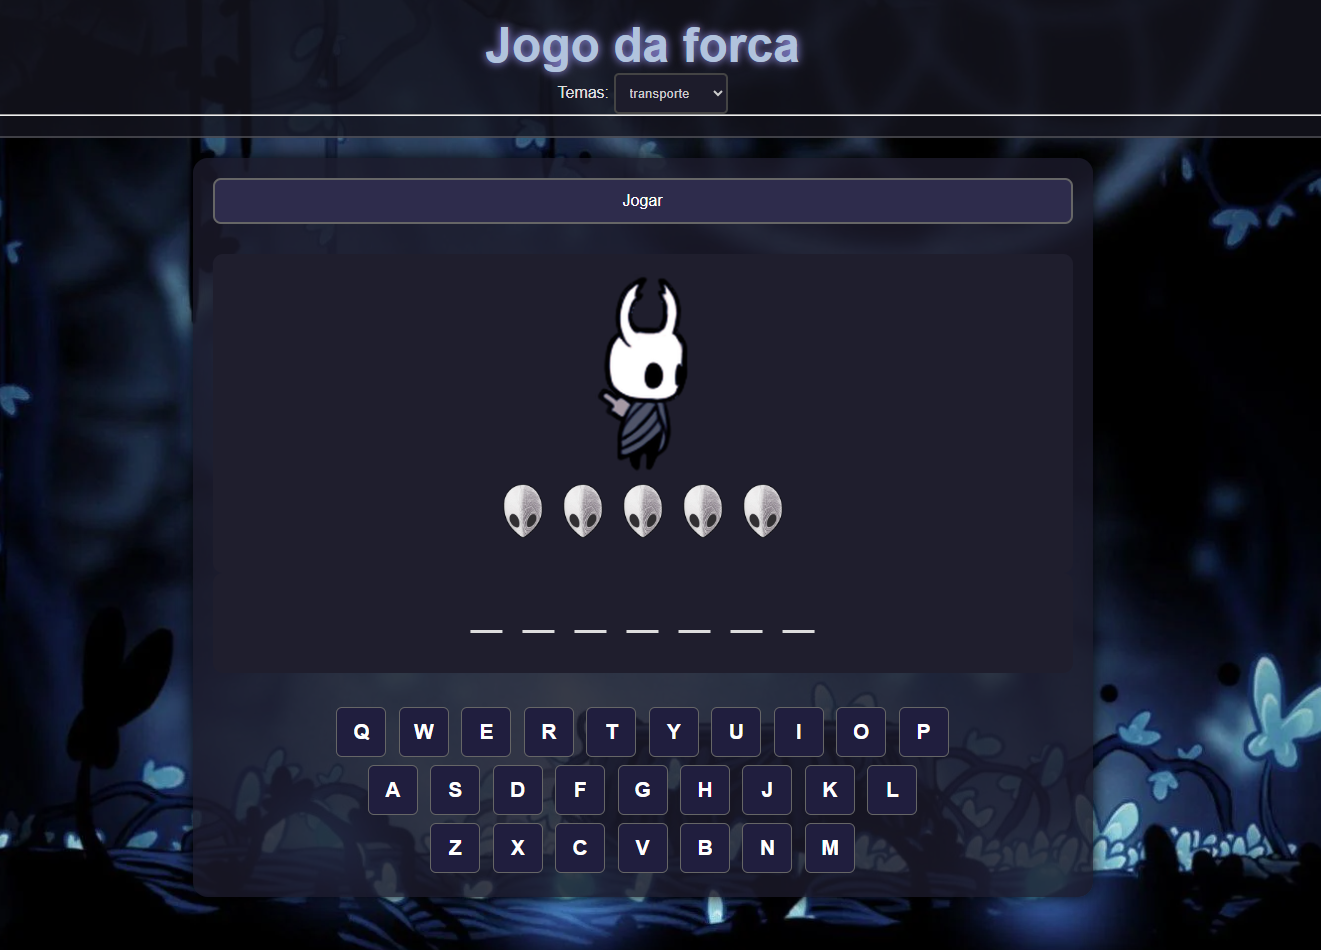 Jogo da forca
Temas: transporte
Jogar
_ _ _ _ _ _ _
Q W E R T Y U I O P
A S D F G H J K L
Z X C V B N M